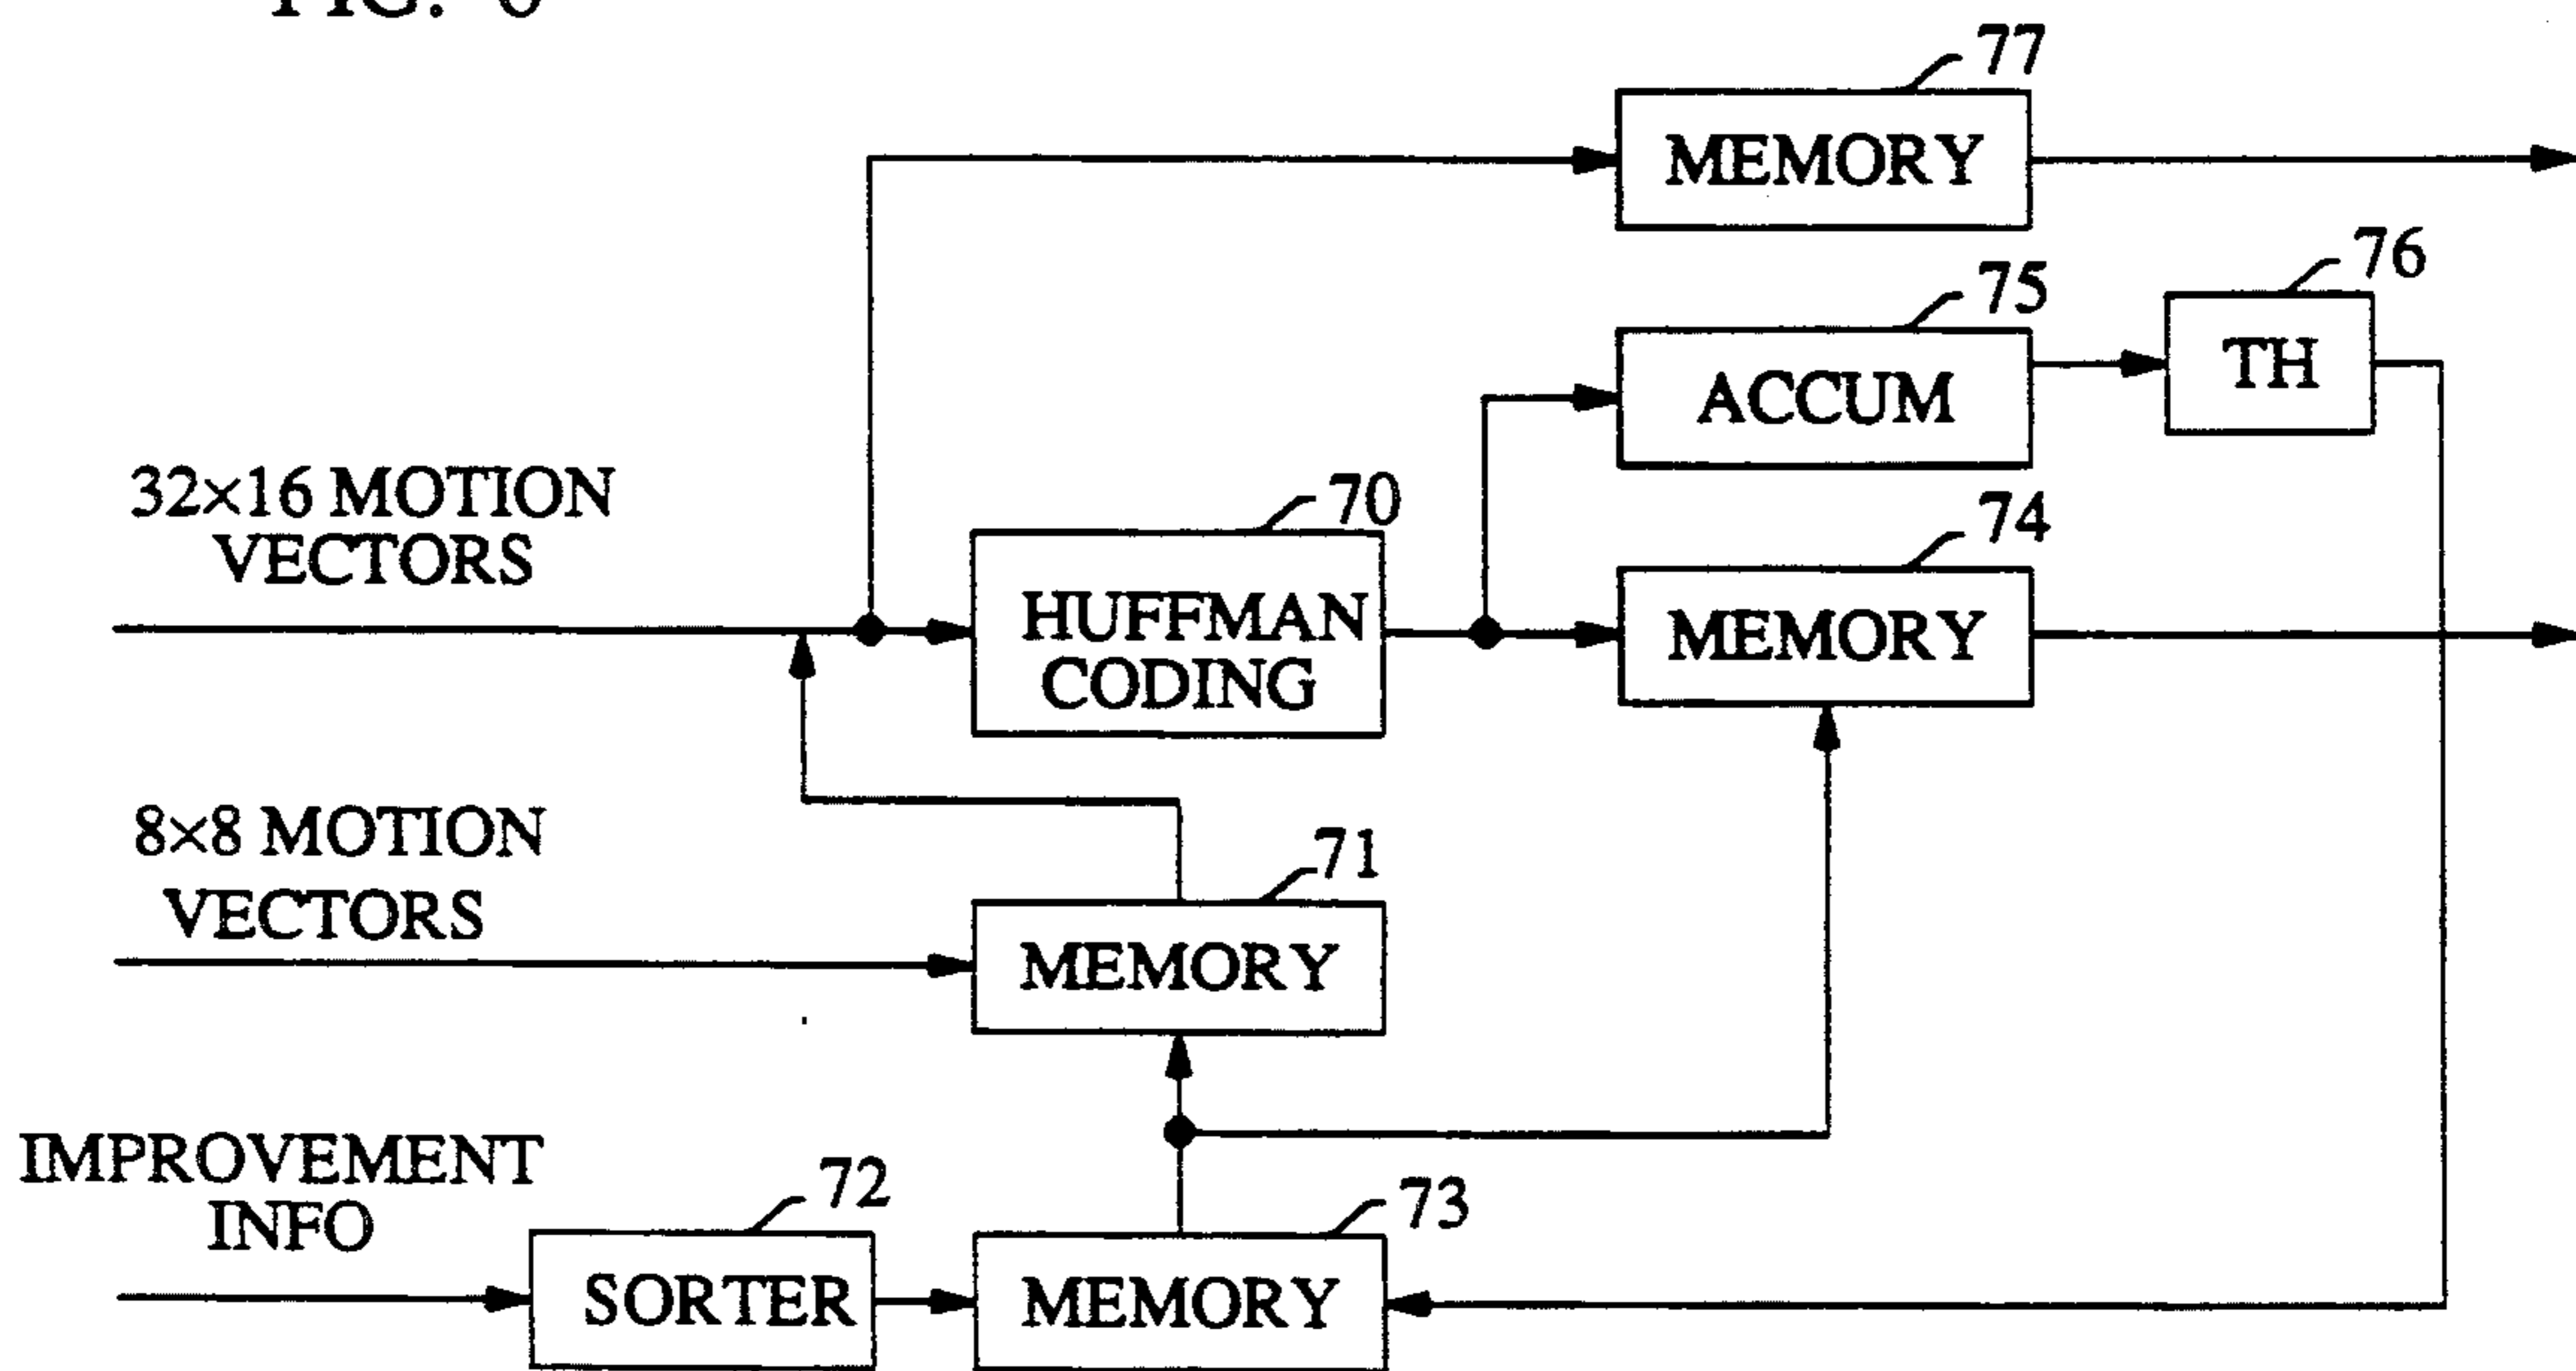 77
MEMORY
76
75
TH
ACCUM
32×16 MOTION
VECTORS
70
74
HUFFMAN
CODING
MEMORY
8×8 MOTION
VECTORS
71
MEMORY
IMPROVEMENT
INFO
72
73
SORTER
MEMORY